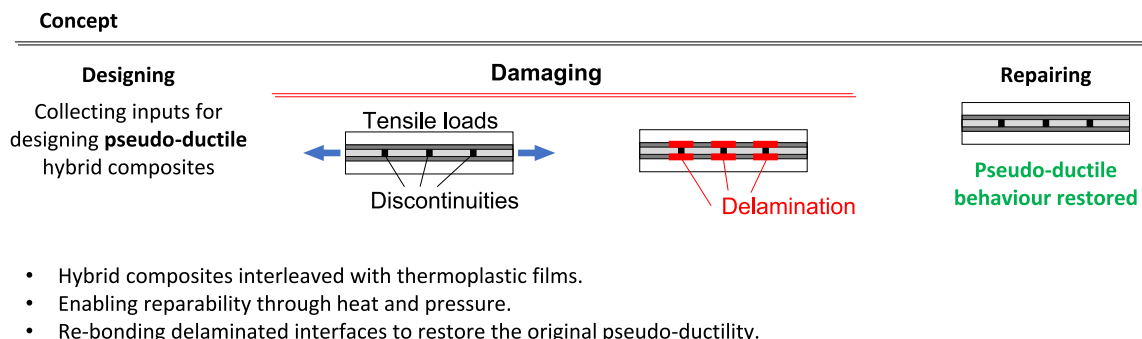 Concept
Designing
Collecting inputs for
designing pseudo-ductile
hybrid composites
Damaging
Tensile loads
Discontinuities
Delamination
Repairing
Pseudo-ductile
behaviour restored
• Hybrid composites interleaved with thermoplastic films.
• Enabling reparability through heat and pressure.
• Re-bonding delaminated interfaces to restore the original pseudo-ductility.